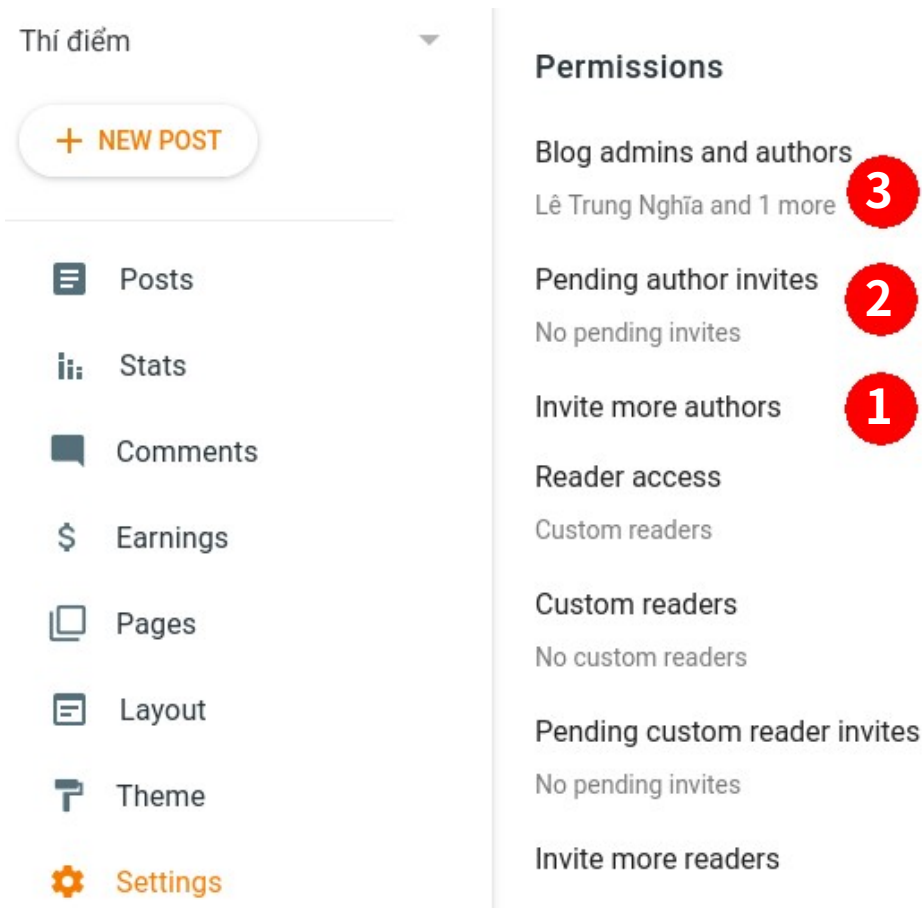 Thí điểm
+ NEW POST
Posts
Stats
Comments
Earnings
Pages
Layout
Theme
Settings
Permissions
Blog admins and authors
Lê Trung Nghĩa and 1 more
3
Pending author invites
2
No pending invites
Invite more authors
1
Reader access
Custom readers
Custom readers
No custom readers
Pending custom reader invites
No pending invites
Invite more readers